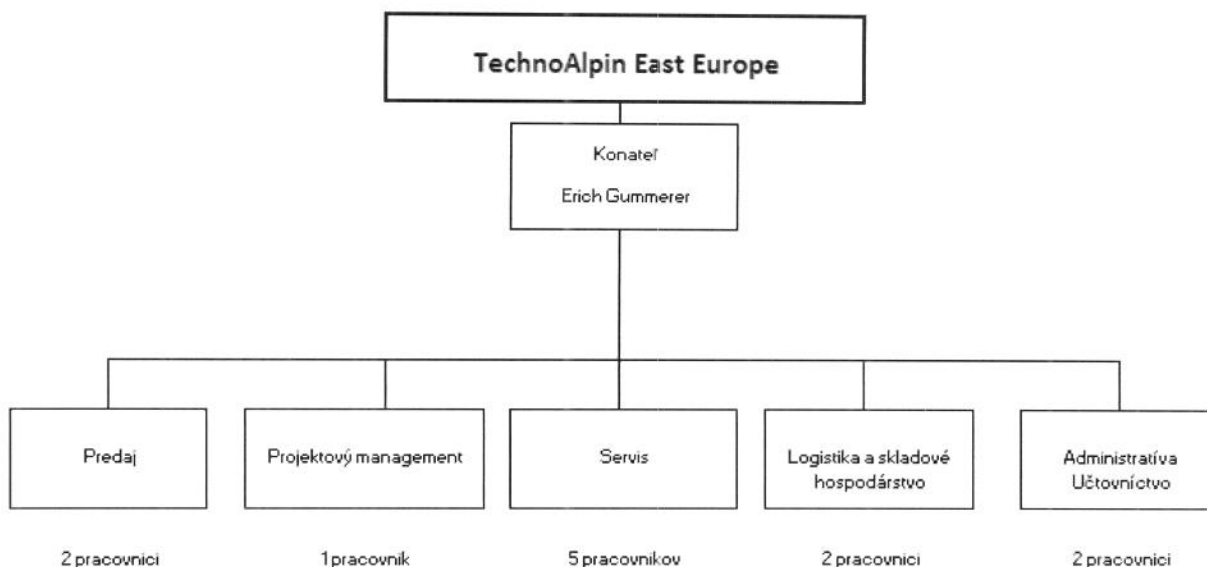 TechnoAlpin East Europe
Konateľ
Erich Gummerer
Predaj
Projektový management
Servis
Logistika a skladové
hospodárstvo
Administratíva
Učtovníctvo
2 pracovníci
1 pracovník
5 pracovníkov
2 pracovníci
2 pracovníci